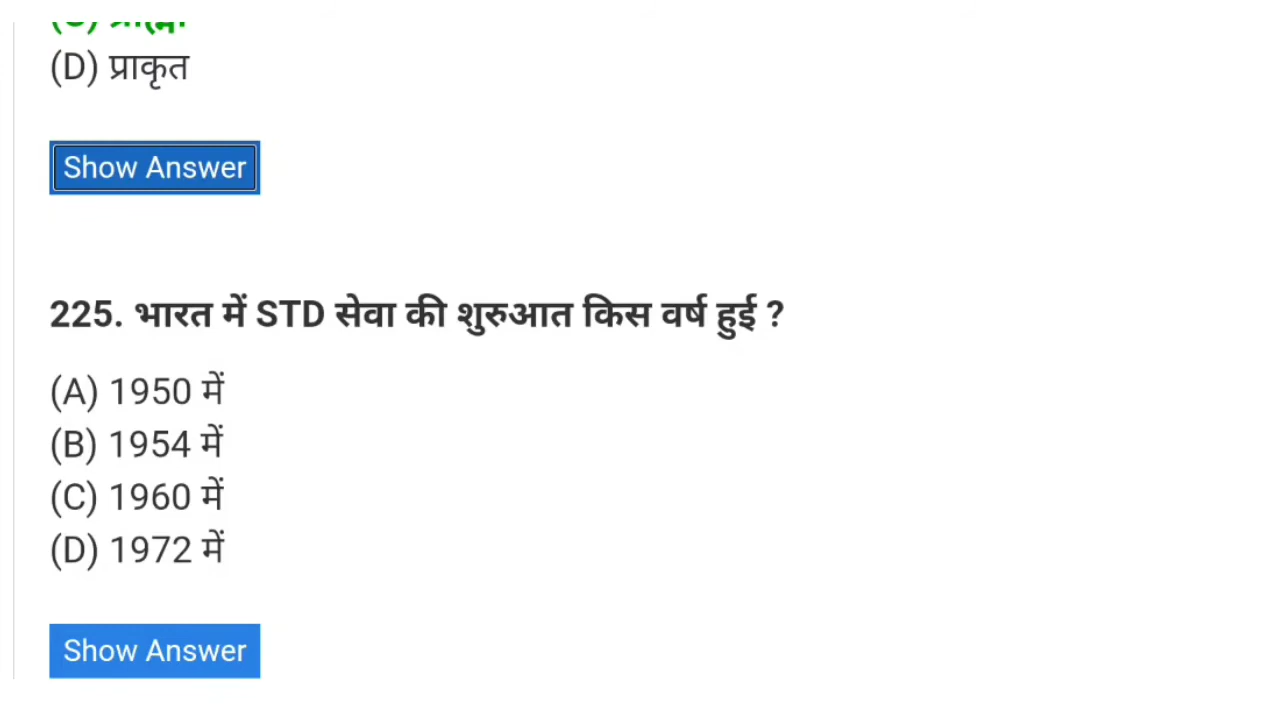 (D) प्राकृत
Show Answer
225. भारत में STD सेवा की शुरुआत किस वर्ष हुई ?
(A) 1950 में
(B) 1954 में
(C) 1960 में
(D) 1972 में
Show Answer